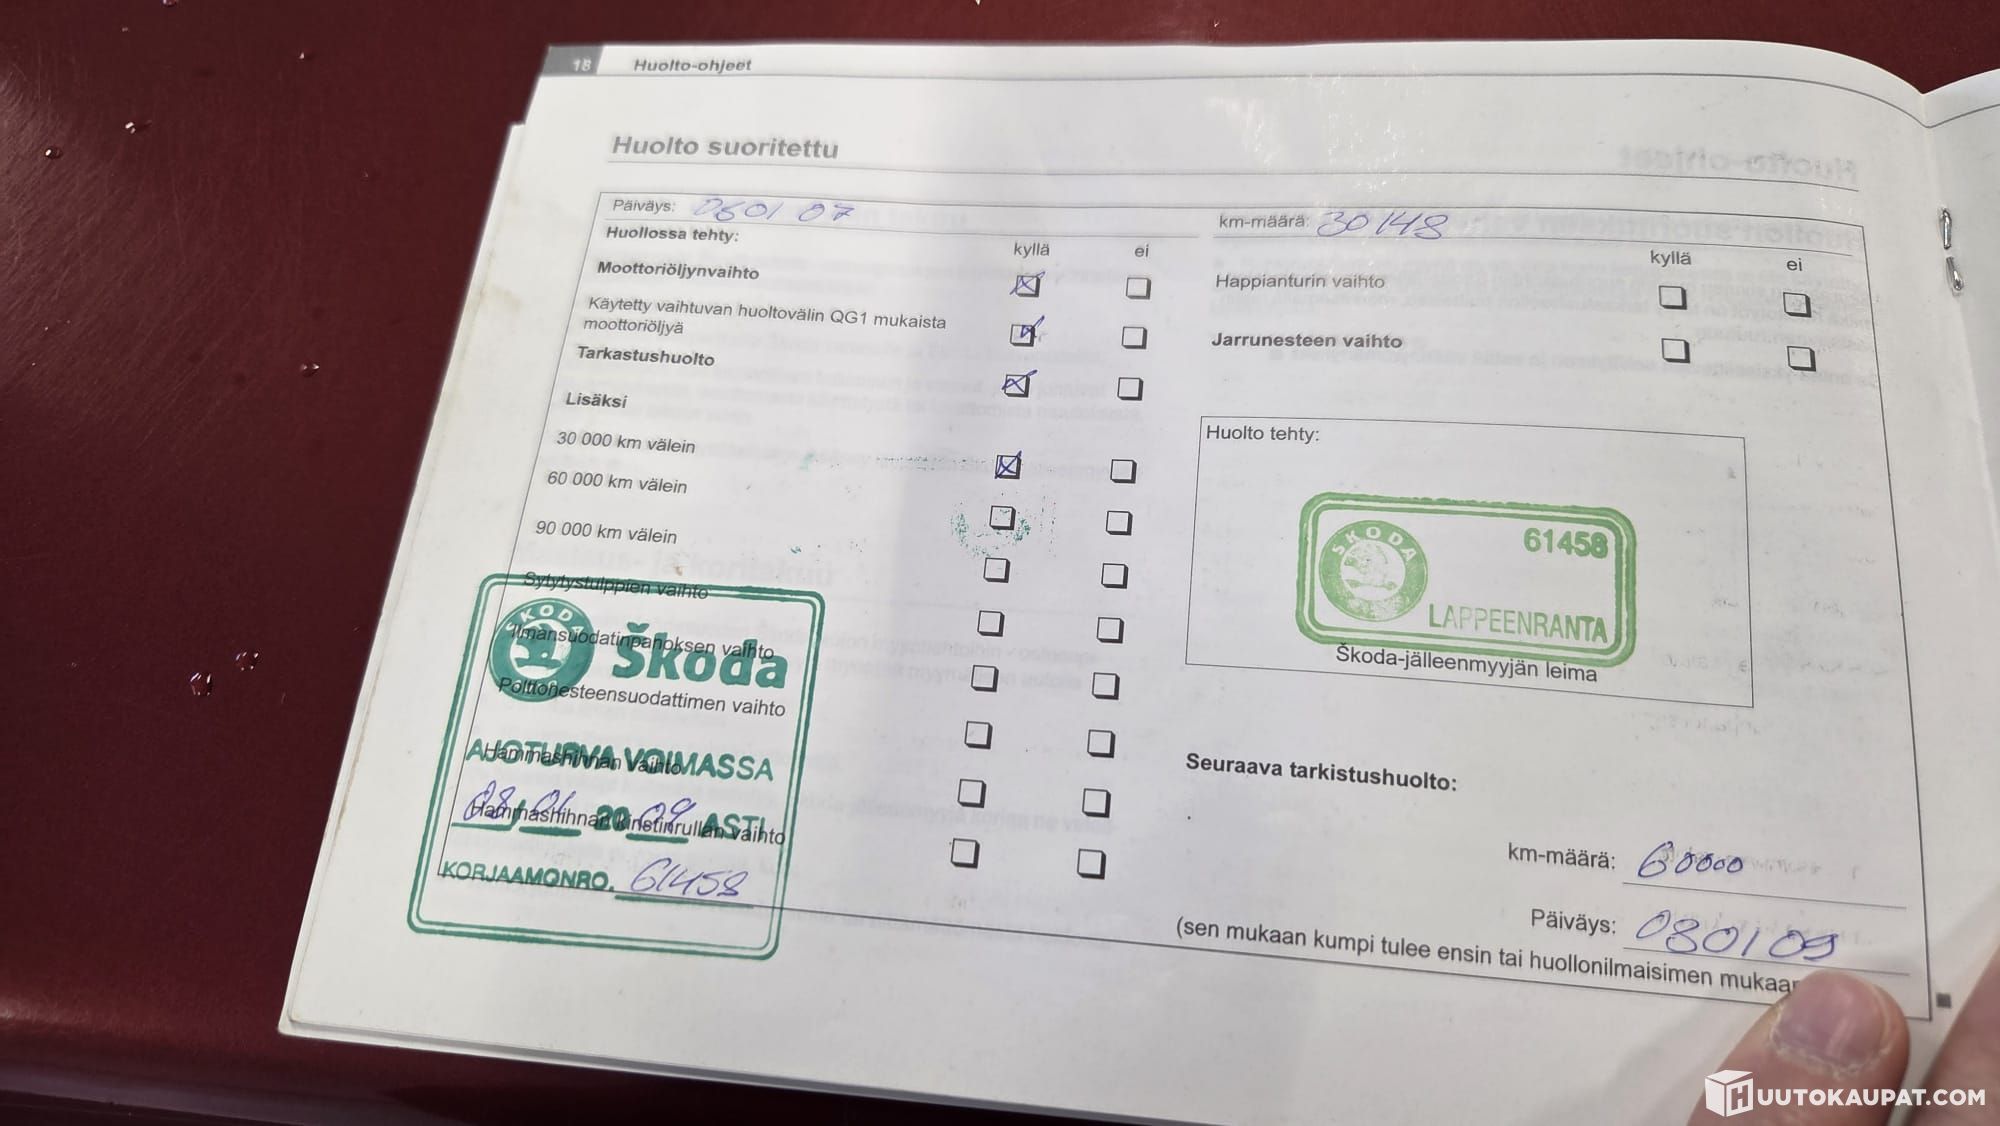 18 Huolto-ohjeet
Huolto suoritettu
Päiväys: 080107
km-määrä: 30148
Huollossa tehty:
kyllä ei
kyllä ei
Moottoriöljynvaihto
Happianturin vaihto
Käytetty vaihtuvan huoltovälin QG1 mukaista
moottoriöljyä
Jarrunesteen vaihto
Tarkastushuolto
Lisäksi
Huolto tehty:
30 000 km välein
60 000 km välein
90 000 km välein
61458
ŠKODA
LAPPEENRANTA
Škoda-jälleenmyyjän leima
Sytytystulppien vaihto
ŠKODA
Ilmansuodatinpanoksen vaihto
Škoda
Polttonesteensuodattimen vaihto
Hammashihnan vaihto
AJOTURVA VOIMASSA
08/01 2009 ASTI
Hammashihnan kiristinrullan vaihto
KORJAAMONRO. 61458
Seuraava tarkistushuolto:
km-määrä: 60000
Päiväys: 080109
(sen mukaan kumpi tulee ensin tai huollonilmaisimen mukaan
HUUTOKAUPAT.COM